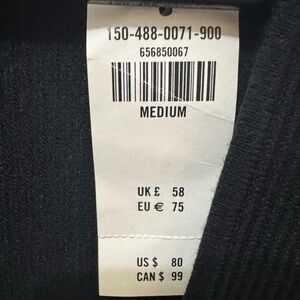 150-488-0071-900
656850067
MEDIUM
UK £ 58
EU € 75
US $ 80
CAN $ 99